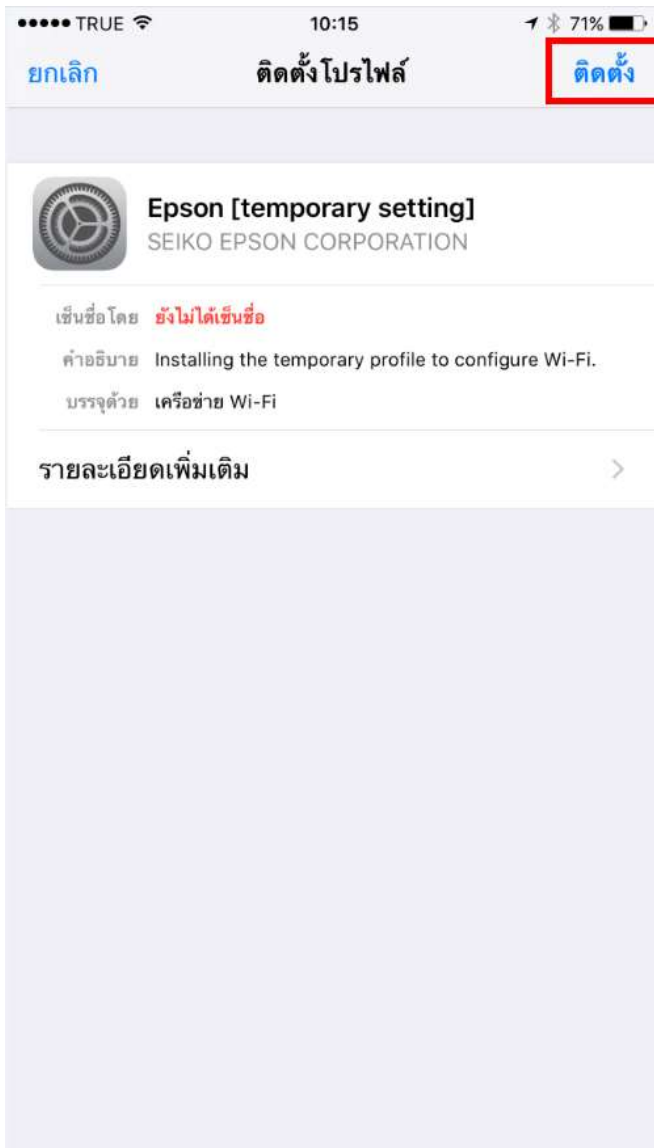 TRUE 10:15 71%
ยกเลิก ติดตั้งโปรไฟล์ ติดตั้ง
Epson [temporary setting]
SEIKO EPSON CORPORATION
เซ็นชื่อโดย ยังไม่ได้เซ็นชื่อ
คำอธิบาย Installing the temporary profile to configure Wi-Fi.
บรรจุด้วย เครือข่าย Wi-Fi
รายละเอียดเพิ่มเติม